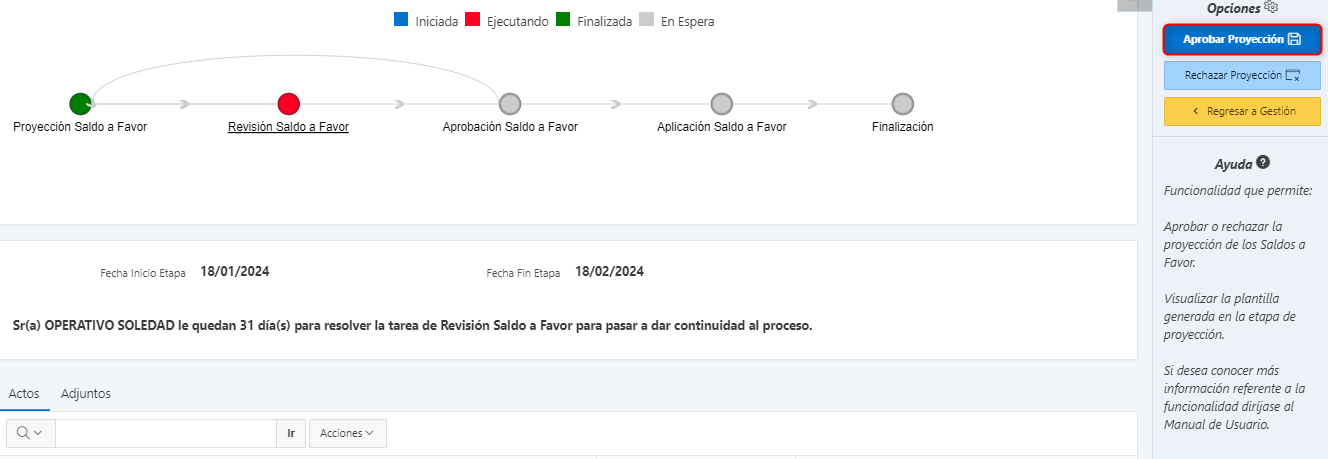 Iniciada Ejecutando Finalizada En Espera
Proyección Saldo a Favor Revisión Saldo a Favor Aprobación Saldo a Favor Aplicación Saldo a Favor Finalización
Fecha Inicio Etapa 18/01/2024 Fecha Fin Etapa 18/02/2024
Sr(a) OPERATIVO SOLEDAD le quedan 31 día(s) para resolver la tarea de Revisión Saldo a Favor para pasar a dar continuidad al proceso.
Actos Adjuntos
Ir Acciones
Opciones
Aprobar Proyección
Rechazar Proyección
Regresar a Gestión
Ayuda
Funcionalidad que permite:
Aprobar o rechazar la
proyección de los Saldos a
Favor.
Visualizar la plantilla
generada en la etapa de
proyección.
Si desea conocer más
información referente a la
funcionalidad diríjase al
Manual de Usuario.